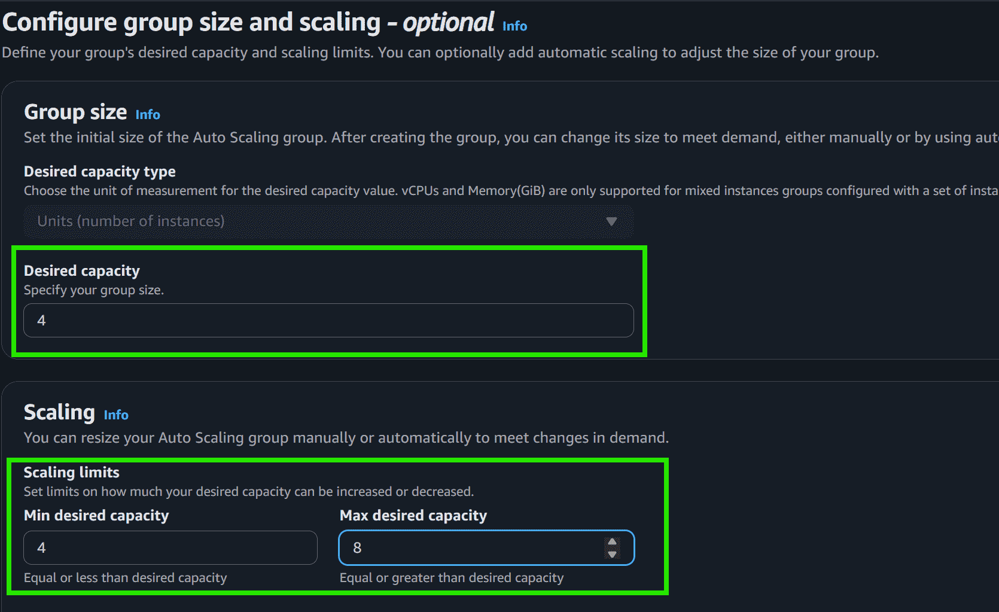 Configure group size and scaling – optional Info
Define your group's desired capacity and scaling limits. You can optionally add automatic scaling to adjust the size of your group.
Group size Info
Set the initial size of the Auto Scaling group. After creating the group, you can change its size to meet demand, either manually or by using
Desired capacity type
Choose the unit of measurement for the desired capacity value. vCPUs and Memory(GiB) are only supported for mixed instances groups configured with a set of
Units (number of instances)
Desired capacity
Specify your group size.
4
Scaling Info
You can resize your Auto Scaling group manually or automatically to meet changes in demand.
Scaling limits
Set limits on how much your desired capacity can be increased or decreased.
Min desired capacity
Max desired capacity
4
8
Equal or less than desired capacity
Equal or greater than desired capacity